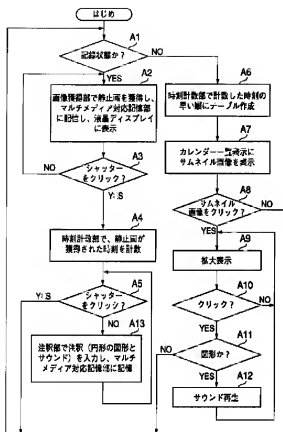 はじめ
A1
記録状態か？
NO
YES
A2
画像獲得部で静止画を獲得し、
マルチメディア対応記憶部
に記憶し、液晶ディスプレイ
に表示
A3
シャッター
をクリック？
NO
YES
A4
時刻計数部で、静止画が
獲得された時刻を計数
A5
シャッター
をクリック？
YES
NO
A13
注釈部で注釈（円形の図形と
サウンド）を入力し、マルチ
メディア対応記憶部に記憶
A6
時刻計数部で計数した時刻の
早い順にテーブル作成
A7
カレンダー一覧表示に
サムネイル画像を表示
A8
サムネイル
画像をクリック？
NO
YES
A9
拡大表示
A10
クリック？
NO
YES
A11
図形か？
NO
YES
A12
サウンド再生